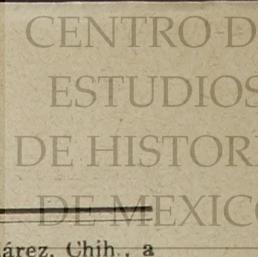 CENTRO D
ESTUDIOS
DE HISTOR
DE MEXIC
árez, Chih., a